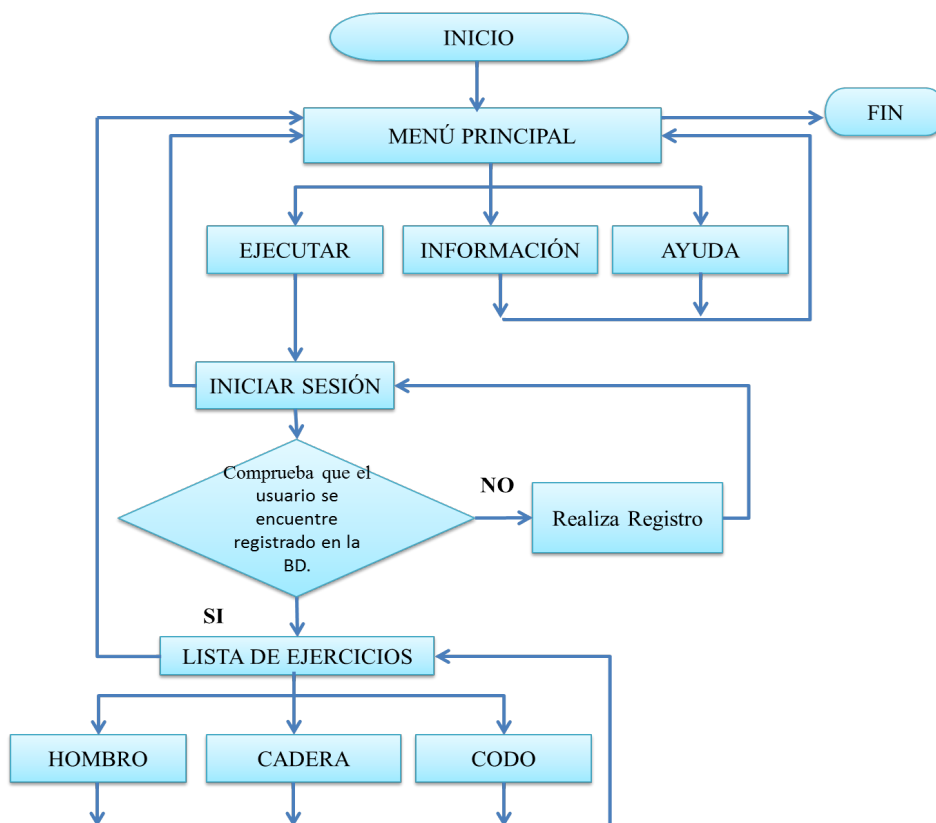 INICIO
FIN
MENÚ PRINCIPAL
EJECUTAR
INFORMACIÓN
AYUDA
INICIAR SESIÓN
Comprueba que el
usuario se
encuentre
registrado en la
BD.
NO
Realiza Registro
SI
LISTA DE EJERCICIOS
HOMBRO
CADERA
CODO